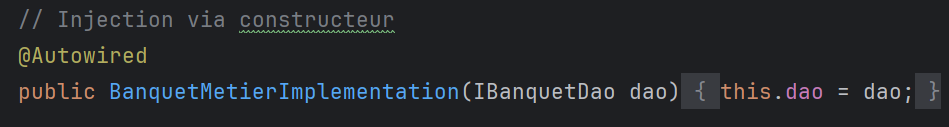 // Injection via constructeur
@Autowired
public BanquetMetierImplementation(IBanquetDao dao) { this.dao = dao; }